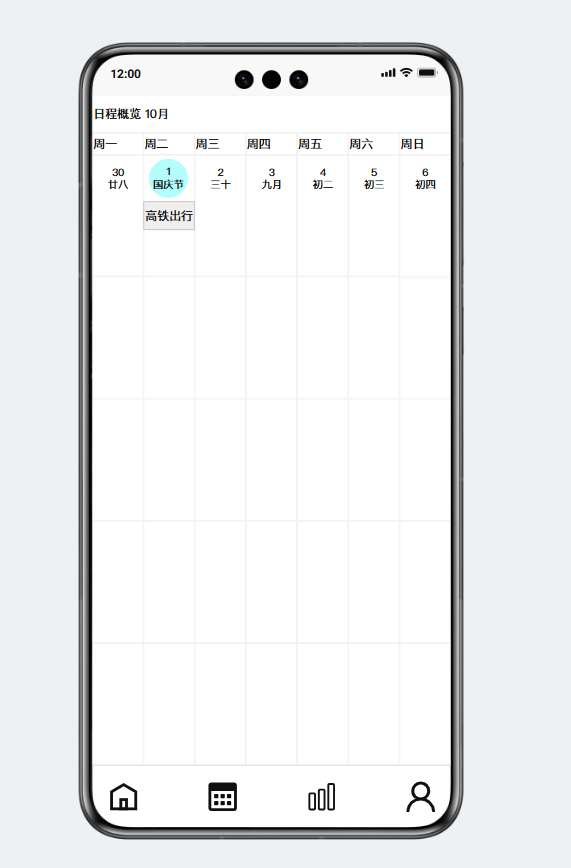 12:00
日程概览 10月
周一 周二 周三 周四 周五 周六 周日
30 1 2 3 4 5 6
廿八 国庆节 三十 九月 初二 初三 初四
高铁出行